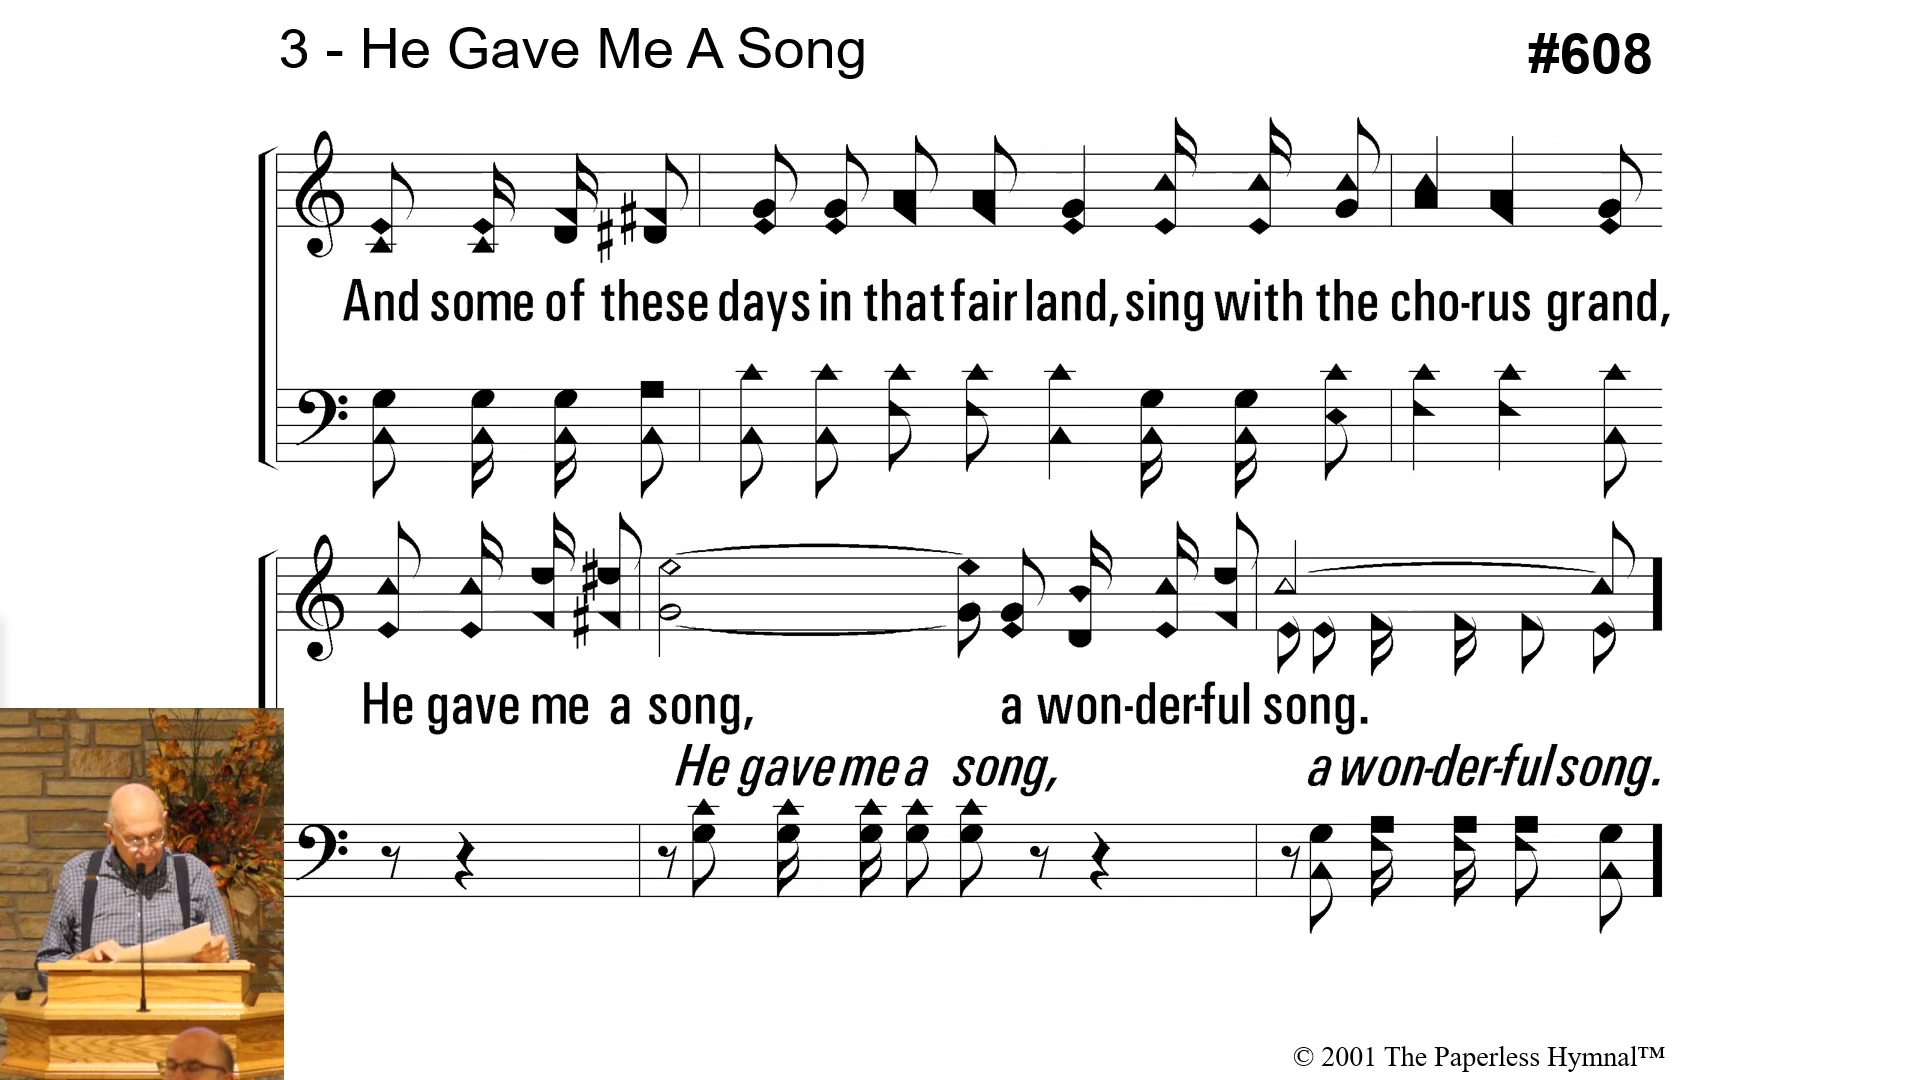 3 - He Gave Me A Song #608
And some of these days in that fair land, sing with the cho-rus grand,
He gave me a song, a won-der-ful song.
He gave me a song, a won-der-ful song.
© 2001 The Paperless Hymnal™